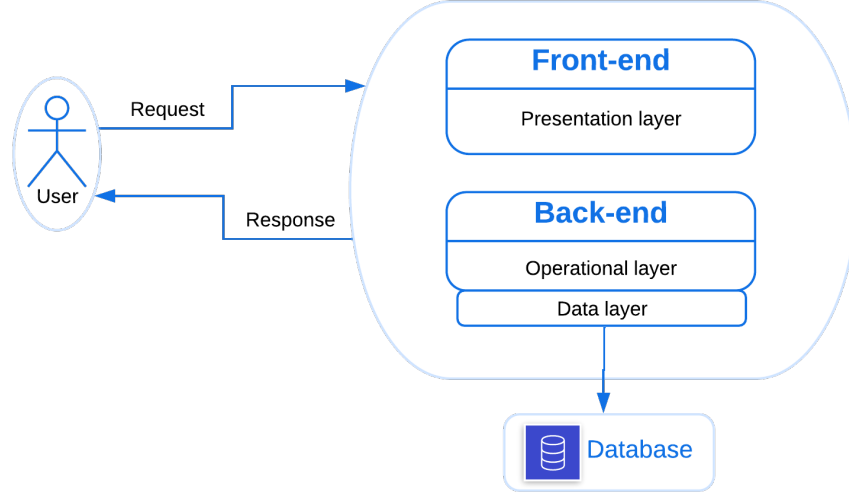 Front-end
Request
Presentation layer
User
Response
Back-end
Operational layer
Data layer
Database